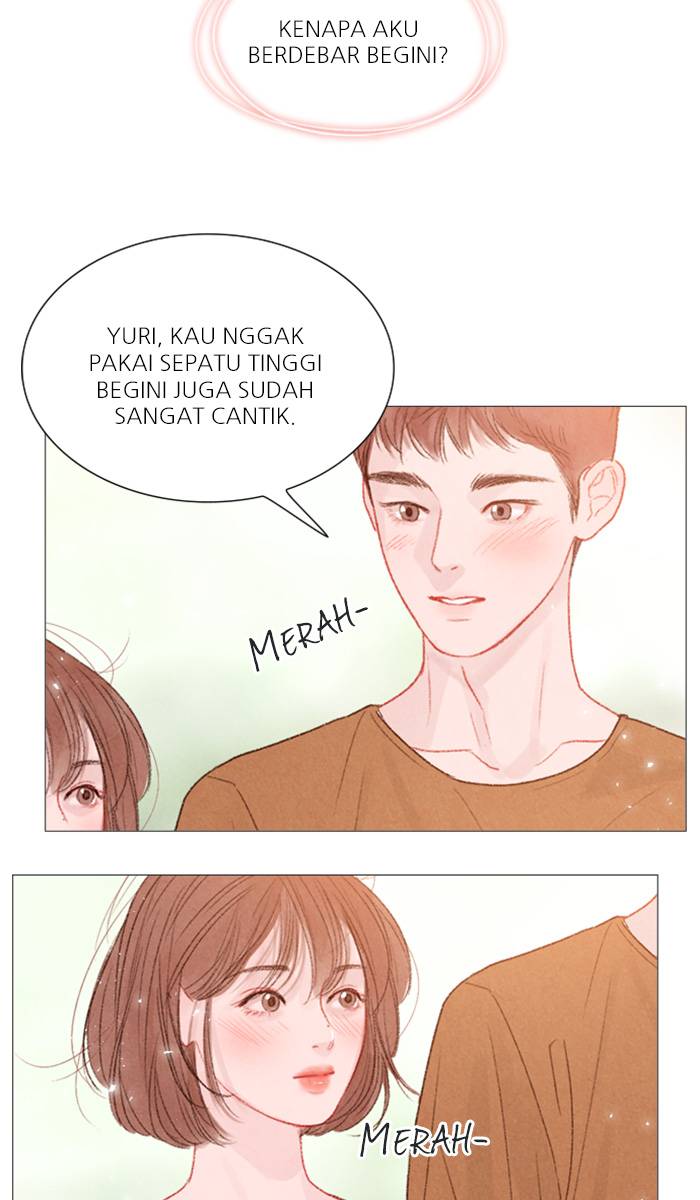 KENAPA AKU
BERDEBAR BEGINI?
YURI, KAU NGGAK
PAKAI SEPATU TINGGI
BEGINI JUGA SUDAH
SANGAT CANTIK.
MERAH-
MERAH-